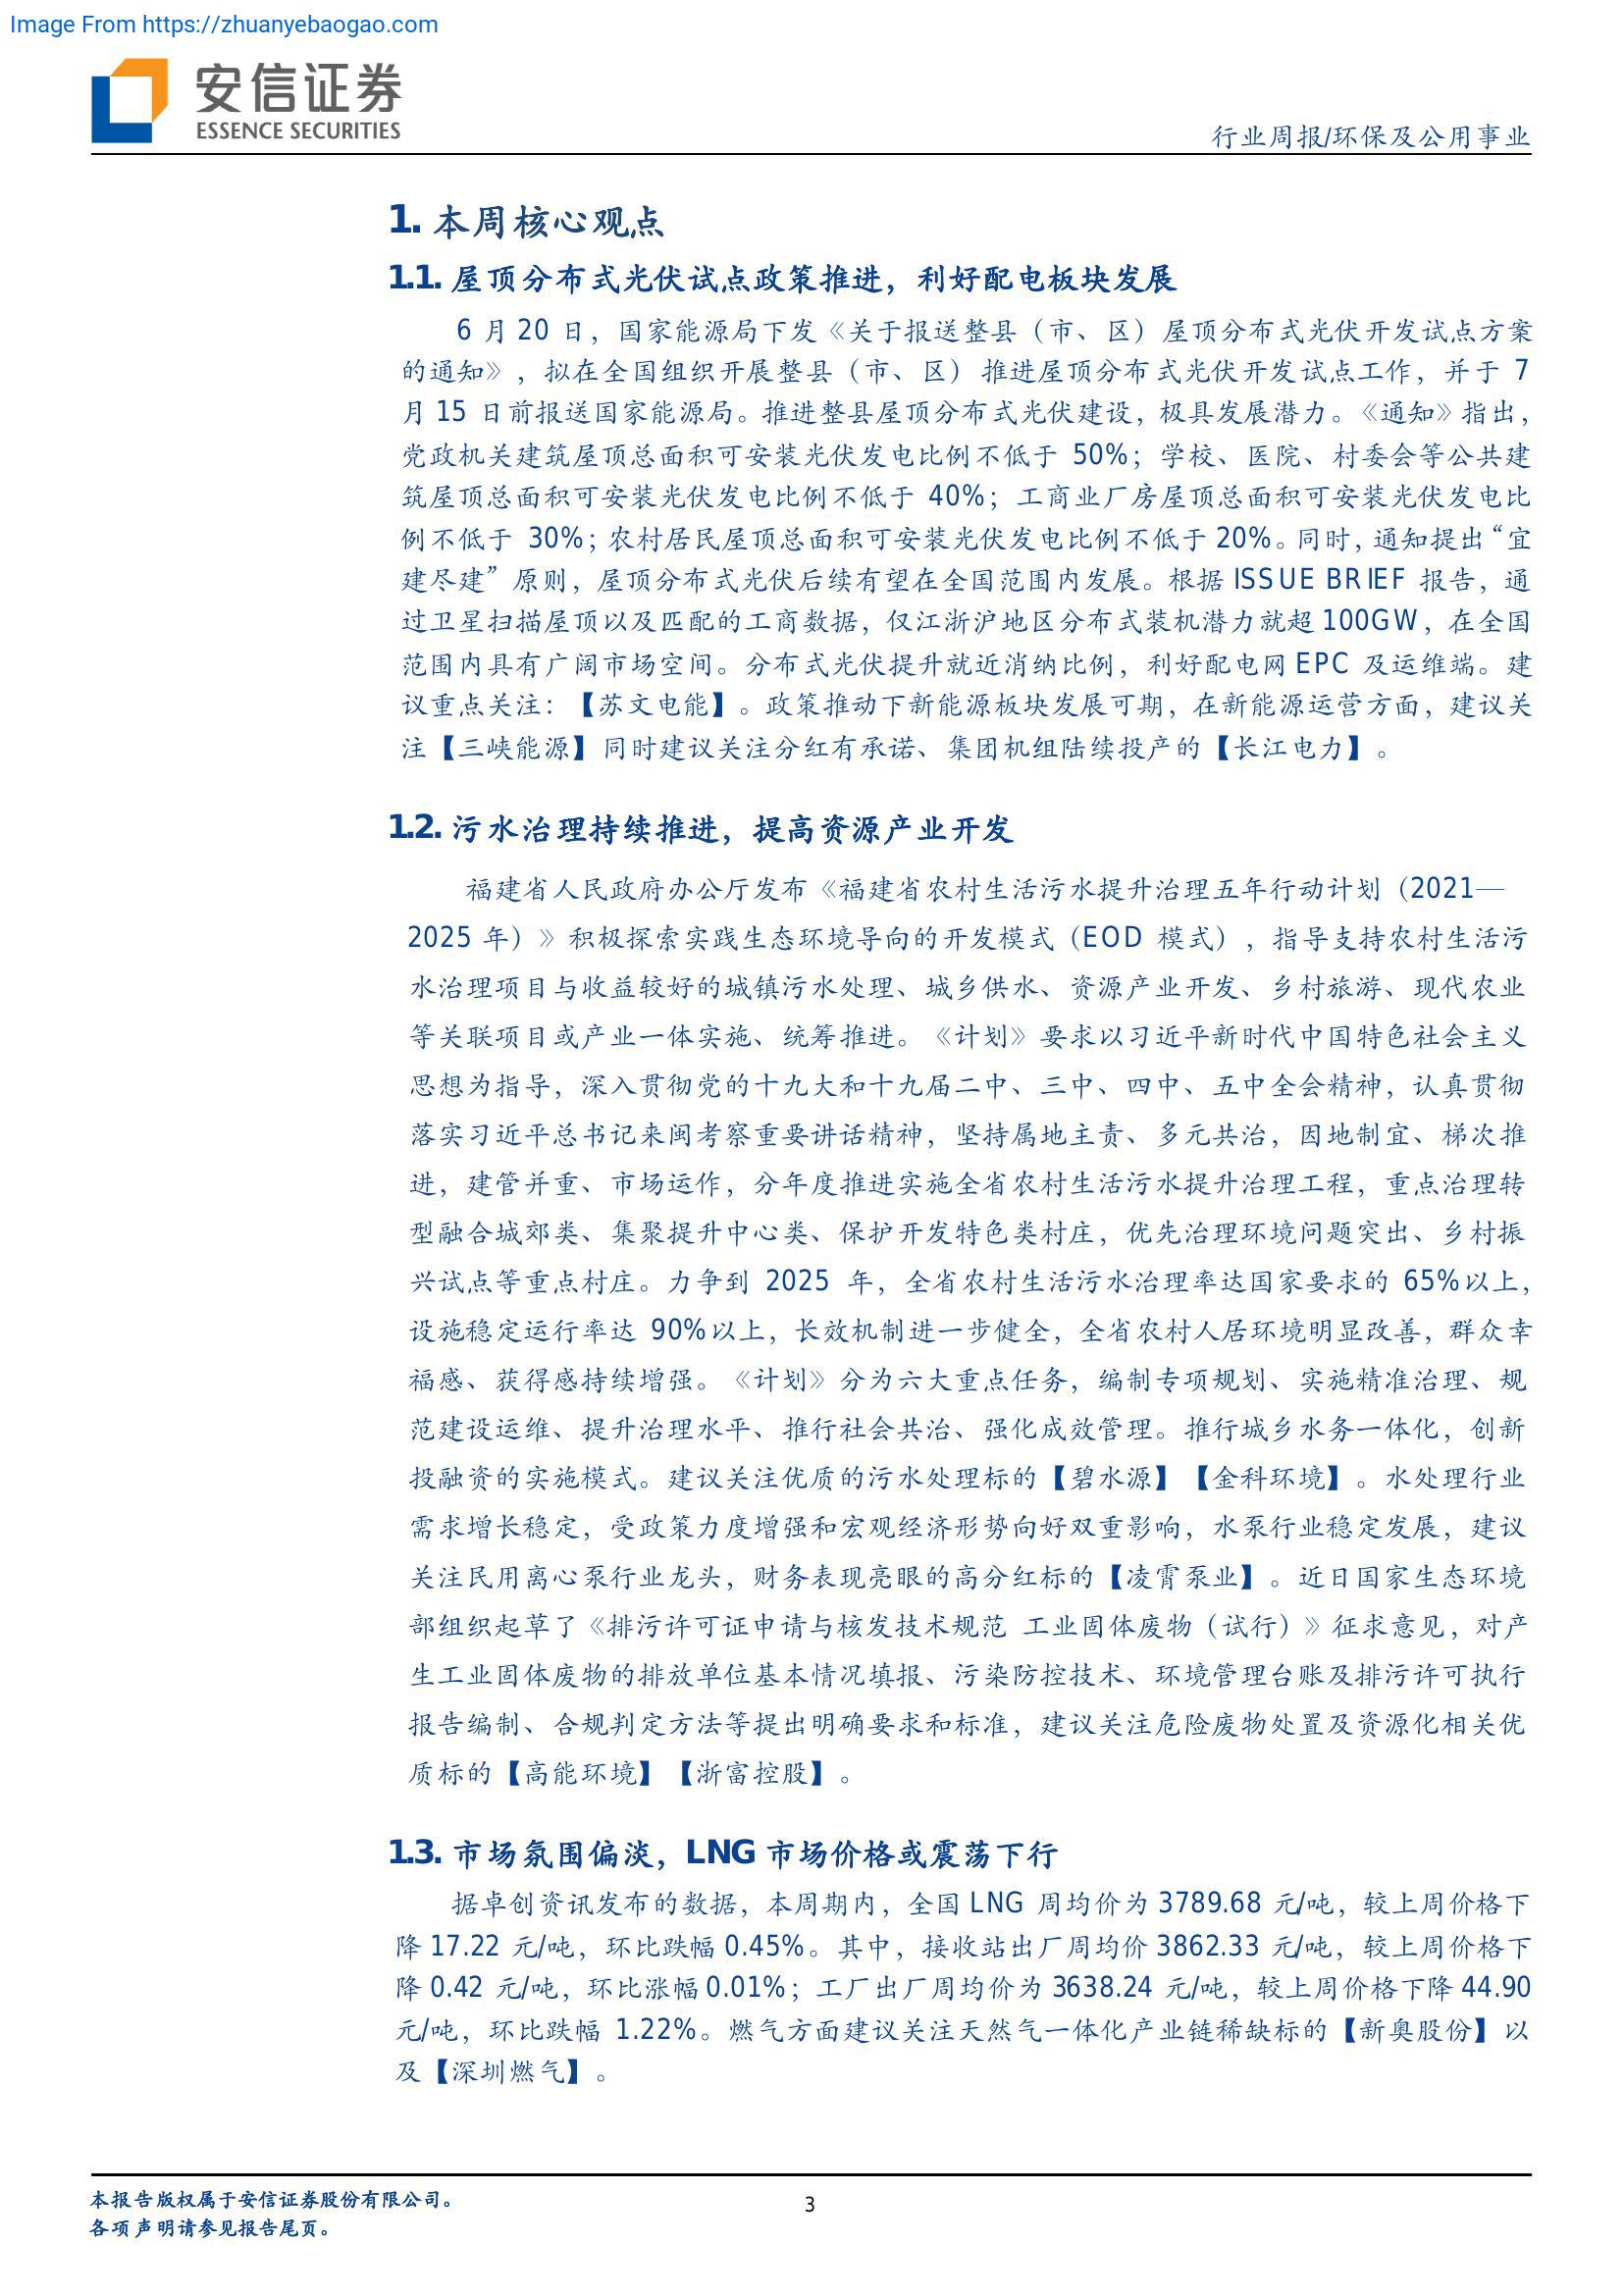 Image From https://zhuanyebaogao.com
安信证券
ESSENCE SECURITIES
行业周报/环保及公用事业
1. 本周核心观点
1.1. 屋顶分布式光伏试点政策推进，利好配电板块发展
6 月 20 日，国家能源局下发《关于报送整县（市、区）屋顶分布式光伏开发试点方案
的通知》，拟在全国组织开展整县（市、区）推进屋顶分布式光伏开发试点工作，并于 7
月 15 日前报送国家能源局。推进整县屋顶分布式光伏建设，极具发展潜力。《通知》指出，
党政机关建筑屋顶总面积可安装光伏发电比例不低于 50%；学校、医院、村委会等公共建
筑屋顶总面积可安装光伏发电比例不低于 40%；工商业厂房屋顶总面积可安装光伏发电比
例不低于 30%；农村居民屋顶总面积可安装光伏发电比例不低于 20%。同时，通知提出“宜
建尽建”原则，屋顶分布式光伏后续有望在全国范围内发展。根据 ISSUE BRIEF 报告，通
过卫星扫描屋顶以及匹配的工商数据，仅江浙沪地区分布式装机潜力就超 100GW，在全国
范围内具有广阔市场空间。分布式光伏提升就近消纳比例，利好配电网 EPC 及运维端。建
议重点关注：【苏文电能】。政策推动下新能源板块发展可期，在新能源运营方面，建议关
注【三峡能源】同时建议关注分红有承诺、集团机组陆续投产的【长江电力】。
1.2. 污水治理持续推进，提高资源产业开发
福建省人民政府办公厅发布《福建省农村生活污水提升治理五年行动计划（2021—
2025 年）》积极探索实践生态环境导向的开发模式（EOD 模式），指导支持农村生活污
水治理项目与收益较好的城镇污水处理、城乡供水、资源产业开发、乡村旅游、现代农业
等关联项目或产业一体实施、统筹推进。《计划》要求以习近平新时代中国特色社会主义
思想为指导，深入贯彻党的十九大和十九届二中、三中、四中、五中全会精神，认真贯彻
落实习近平总书记来闽考察重要讲话精神，坚持属地主责、多元共治，因地制宜、梯次推
进，建管并重、市场运作，分年度推进实施全省农村生活污水提升治理工程，重点治理转
型融合城郊类、集聚提升中心类、保护开发特色类村庄，优先治理环境问题突出、乡村振
兴试点等重点村庄。力争到 2025 年，全省农村生活污水治理率达国家要求的 65%以上，
设施稳定运行率达 90%以上，长效机制进一步健全，全省农村人居环境明显改善，群众幸
福感、获得感持续增强。《计划》分为六大重点任务，编制专项规划、实施精准治理、规
范建设运维、提升治理水平、推行社会共治、强化成效管理。推行城乡水务一体化，创新
投融资的实施模式。建议关注优质的污水处理标的【碧水源】【金科环境】。水处理行业
需求增长稳定，受政策力度增强和宏观经济形势向好双重影响，水泵行业稳定发展，建议
关注民用离心泵行业龙头，财务表现亮眼的高分红标的【凌霄泵业】。近日国家生态环境
部组织起草了《排污许可证申请与核发技术规范 工业固体废物（试行）》征求意见，对产
生工业固体废物的排放单位基本情况填报、污染防控技术、环境管理台账及排污许可执行
报告编制、合规判定方法等提出明确要求和标准，建议关注危险废物处置及资源化相关优
质标的【高能环境】【浙富控股】。
1.3. 市场氛围偏淡，LNG 市场价格或震荡下行
据卓创资讯发布的数据，本周期内，全国 LNG 周均价为 3789.68 元/吨，较上周价格下
降 17.22 元/吨，环比跌幅 0.45%。其中，接收站出厂周均价 3862.33 元/吨，较上周价格下
降 0.42 元/吨，环比涨幅 0.01%；工厂出厂周均价为 3638.24 元/吨，较上周价格下降 44.90
元/吨，环比跌幅 1.22%。燃气方面建议关注天然气一体化产业链稀缺标的【新奥股份】以
及【深圳燃气】。
本报告版权属于安信证券股份有限公司。
3
各项声明请参见报告尾页。